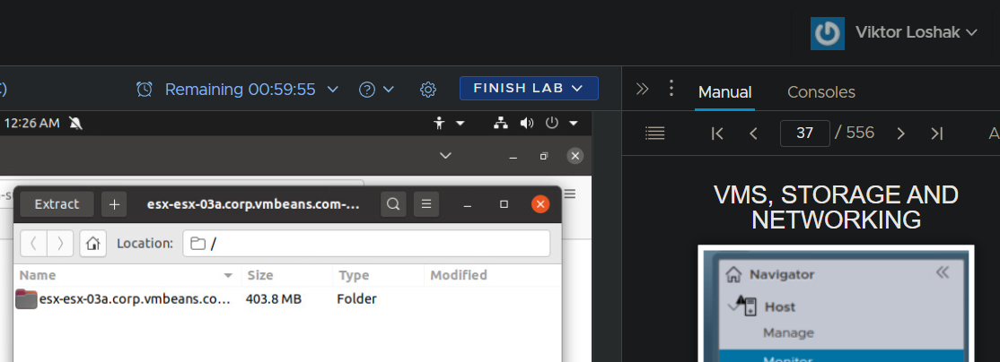 Viktor Loshak
Remaining 00:59:55
FINISH LAB
Manual
Consoles
12:26 AM
37 / 556
Extract
+
esx-esx-03a.corp.vmbeans.com-...
Location:
/
Name
Size
Type
Modified
esx-esx-03a.corp.vmbeans.co...
403.8 MB
Folder
VMS, STORAGE AND
NETWORKING
Navigator
Host
Manage
Monitor